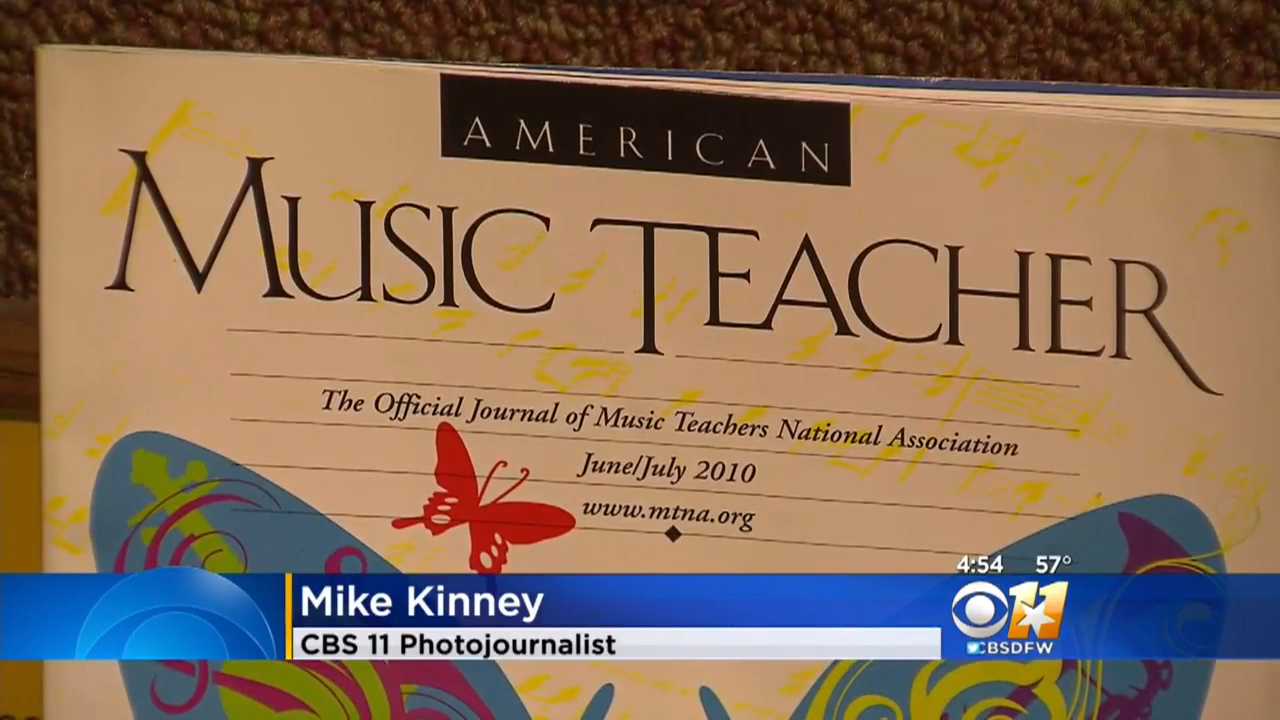 AMERICAN
MUSIC TEACHER
The Official Journal of Music Teachers National Association
June/July 2010
www.mtna.org
4:54 57°
Mike Kinney
11
CBS 11 Photojournalist
CBSDFW